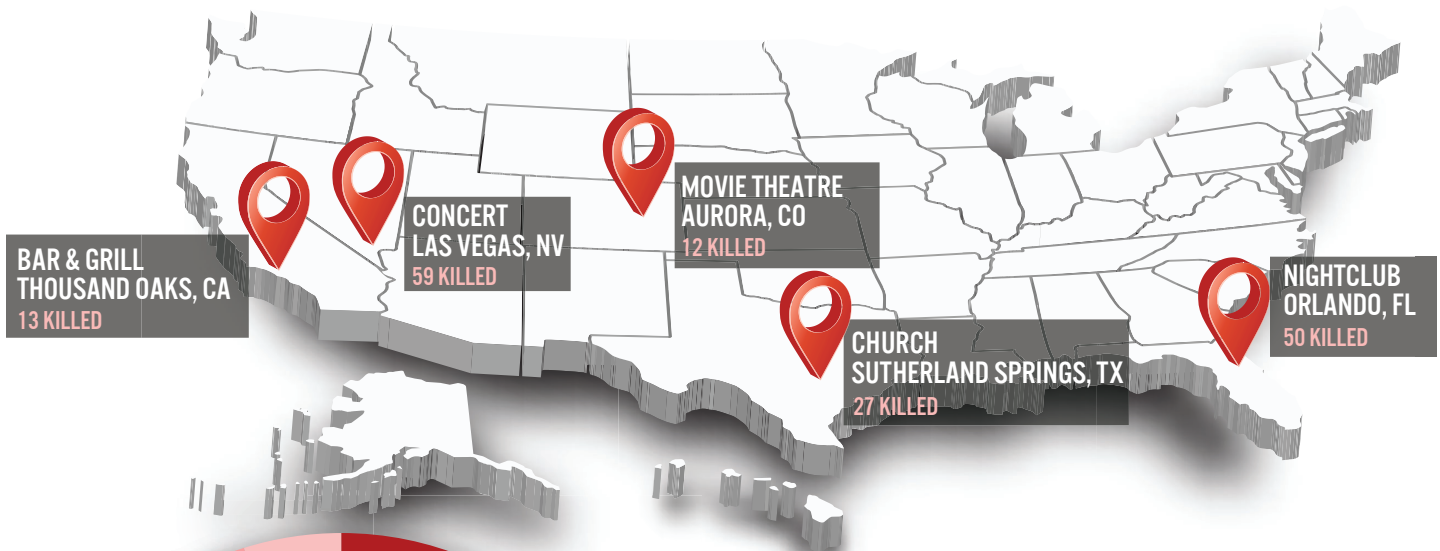 MOVIE THEATRE
AURORA, CO
12 KILLED
CONCERT
LAS VEGAS, NV
59 KILLED
BAR & GRILL
THOUSAND OAKS, CA
13 KILLED
NIGHTCLUB
ORLANDO, FL
50 KILLED
CHURCH
SUTHERLAND SPRINGS, TX
27 KILLED